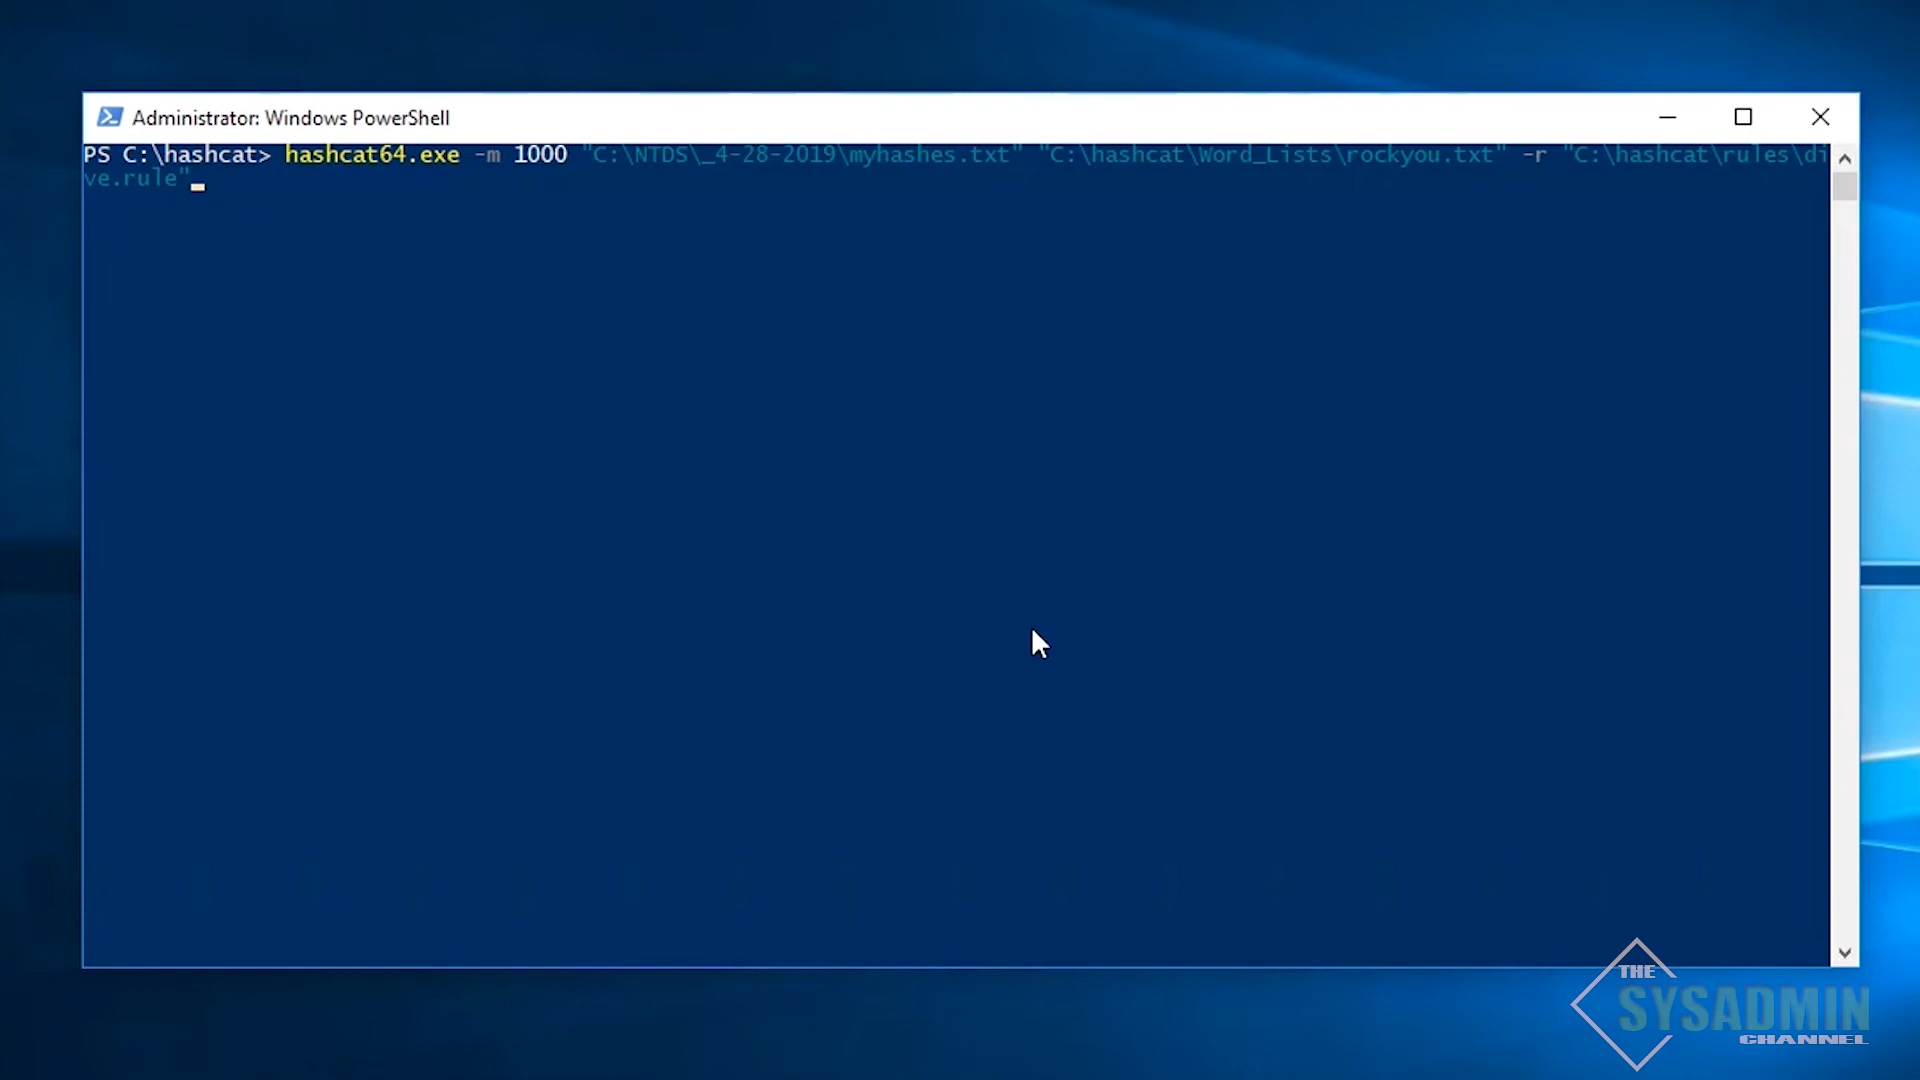 Administrator: Windows PowerShell
PS C:\hashcat> hashcat64.exe -m 1000 "C:\NTDS\_4-28-2019\myhashes.txt" "C:\hashcat\Word_Lists\rockyou.txt" -r "C:\hashcat\rules\di
ve.rule"
THE
SYSADMIN
CHANNEL